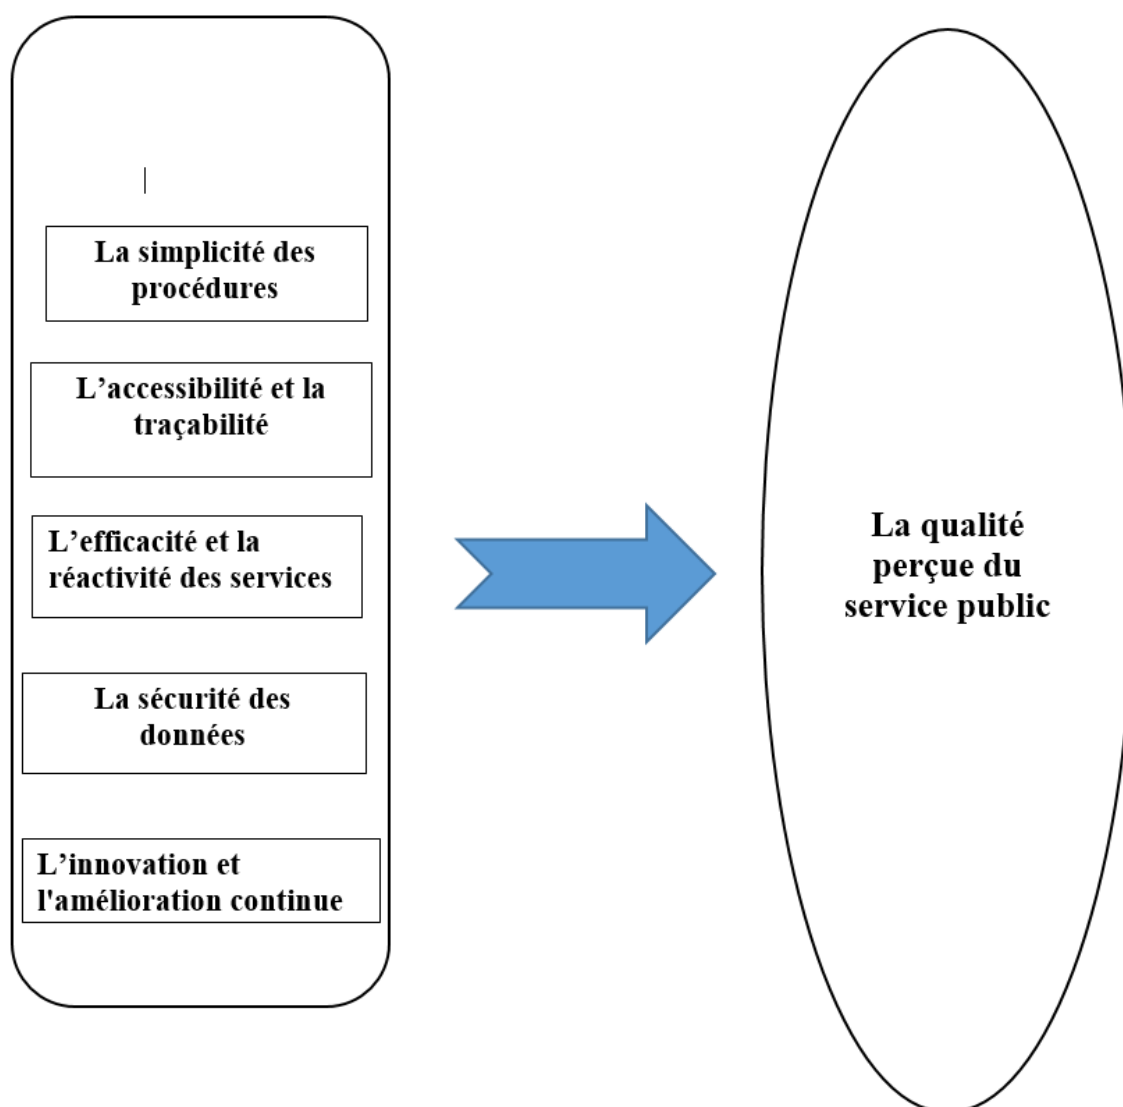 La simplicité des
procédures
L’accessibilité et la
traçabilité
L’efficacité et la
réactivité des services
La sécurité des
données
L’innovation et
l'amélioration continue
La qualité
perçue du
service public